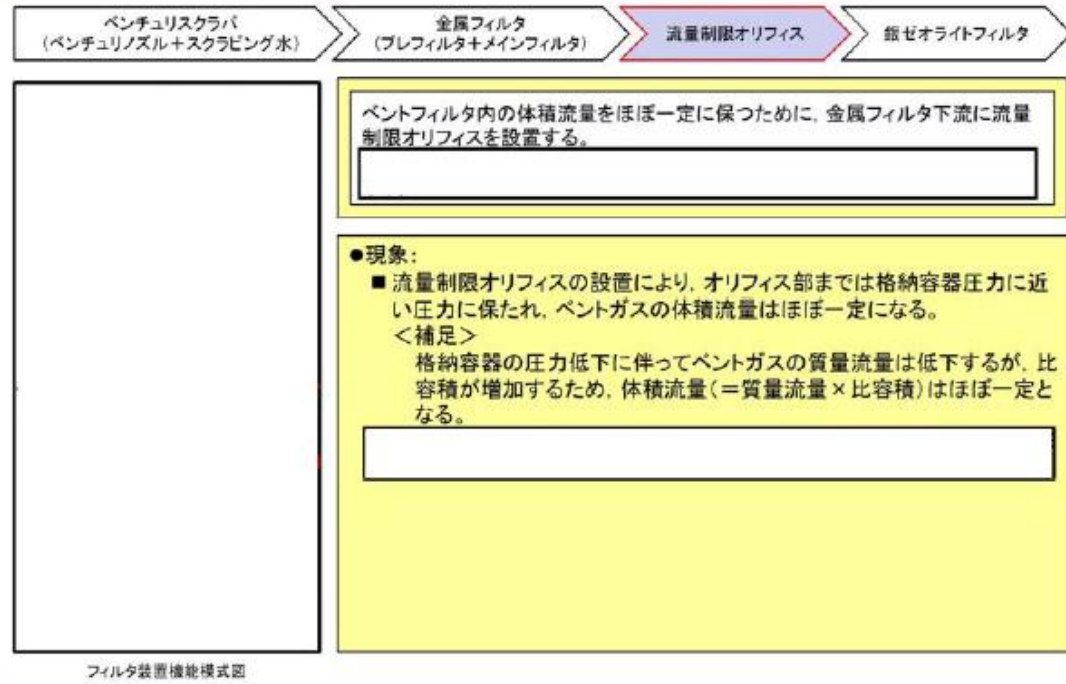 ベンチュリスクラバ
(ベンチュリノズル+スクラビング水)
金属フィルタ
(プレフィルタ+メインフィルタ)
流量制限オリフィス
銀ゼオライトフィルタ
ベントフィルタ内の体積流量をほぼ一定に保つために，金属フィルタ下流に流量
制限オリフィスを設置する。
●現象：
■ 流量制限オリフィスの設置により，オリフィス部までは格納容器圧力に近
い圧力に保たれ，ベントガスの体積流量はほぼ一定になる。
＜補足＞
格納容器の圧力低下に伴ってベントガスの質量流量は低下するが，比
容積が増加するため，体積流量(＝質量流量×比容積)はほぼ一定と
なる。
フィルタ装置機能模式図